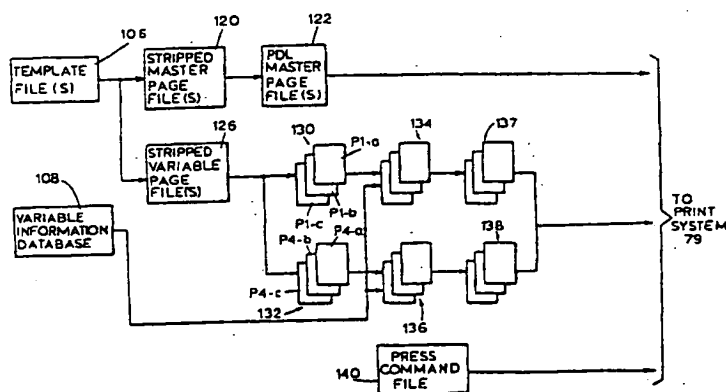 106
TEMPLATE
FILE(S)
120
STRIPPED
MASTER
PAGE
FILE(S)
122
PDL
MASTER
PAGE
FILE(S)
126
STRIPPED
VARIABLE
PAGE
FILE(S)
108
VARIABLE
INFORMATION
DATABASE
130
P1-a
P1-b
P1-c
134
137
P4-b
P4-a
P4-c
132
136
138
140
PRESS
COMMAND
FILE
TO
PRINT
SYSTEM
79